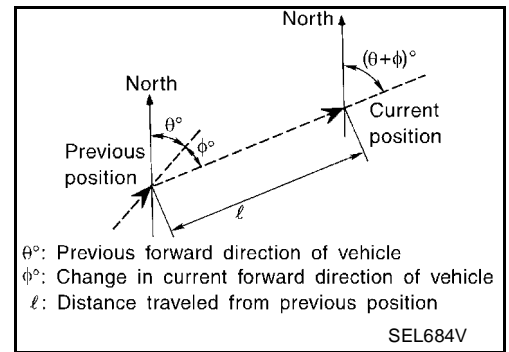 North
(θ+ϕ)°
North
θ°
ϕ°
Current
position
Previous
position
ℓ
θ°: Previous forward direction of vehicle
ϕ°: Change in current forward direction of vehicle
ℓ: Distance traveled from previous position
SEL684V